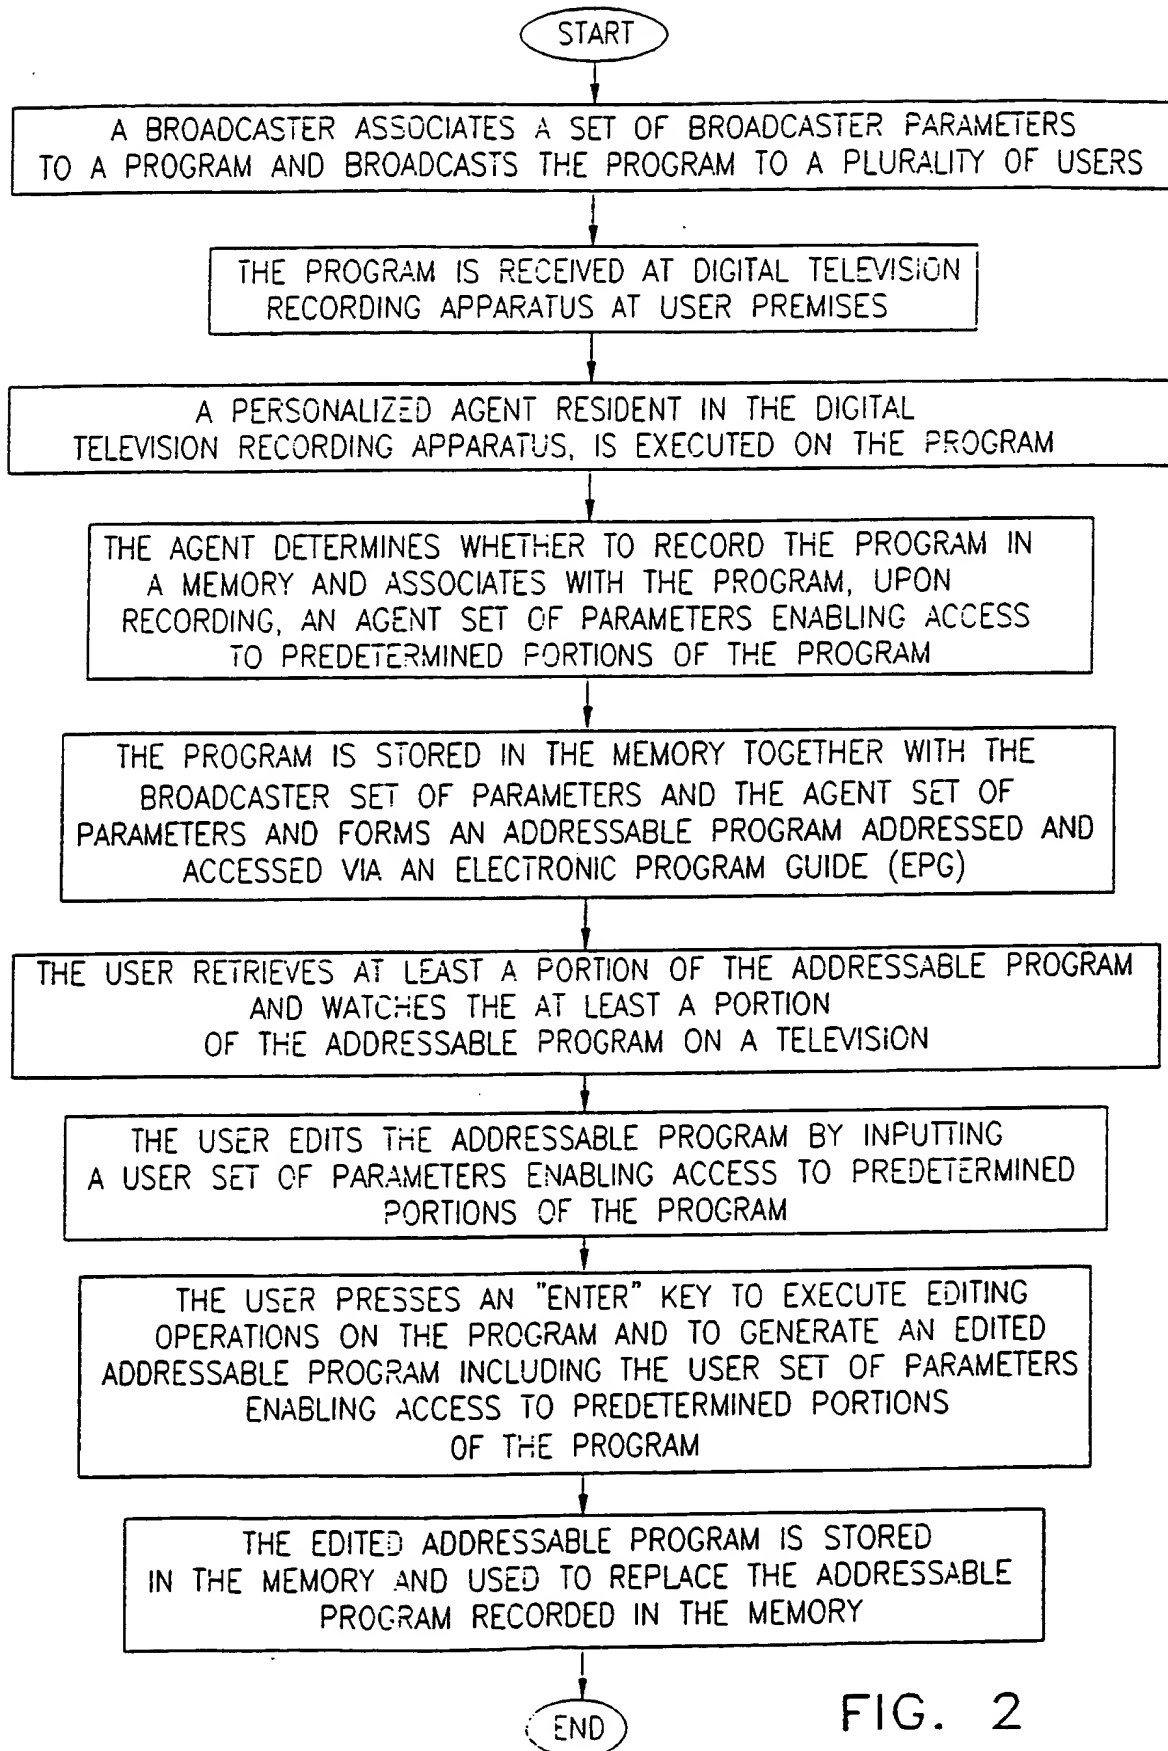 START
A BROADCASTER ASSOCIATES A SET OF BROADCASTER PARAMETERS
TO A PROGRAM AND BROADCASTS THE PROGRAM TO A PLURALITY OF USERS
THE PROGRAM IS RECEIVED AT DIGITAL TELEVISION
RECORDING APPARATUS AT USER PREMISES
A PERSONALIZED AGENT RESIDENT IN THE DIGITAL
TELEVISION RECORDING APPARATUS, IS EXECUTED ON THE PROGRAM
THE AGENT DETERMINES WHETHER TO RECORD THE PROGRAM IN
A MEMORY AND ASSOCIATES WITH THE PROGRAM, UPON
RECORDING, AN AGENT SET OF PARAMETERS ENABLING ACCESS
TO PREDETERMINED PORTIONS OF THE PROGRAM
THE PROGRAM IS STORED IN THE MEMORY TOGETHER WITH THE
BROADCASTER SET OF PARAMETERS AND THE AGENT SET OF
PARAMETERS AND FORMS AN ADDRESSABLE PROGRAM ADDRESSED AND
ACCESSED VIA AN ELECTRONIC PROGRAM GUIDE (EPG)
THE USER RETRIEVES AT LEAST A PORTION OF THE ADDRESSABLE PROGRAM
AND WATCHES THE AT LEAST A PORTION
OF THE ADDRESSABLE PROGRAM ON A TELEVISION
THE USER EDITS THE ADDRESSABLE PROGRAM BY INPUTTING
A USER SET OF PARAMETERS ENABLING ACCESS TO PREDETERMINED
PORTIONS OF THE PROGRAM
THE USER PRESSES AN "ENTER" KEY TO EXECUTE EDITING
OPERATIONS ON THE PROGRAM AND TO GENERATE AN EDITED
ADDRESSABLE PROGRAM INCLUDING THE USER SET OF PARAMETERS
ENABLING ACCESS TO PREDETERMINED PORTIONS
OF THE PROGRAM
THE EDITED ADDRESSABLE PROGRAM IS STORED
IN THE MEMORY AND USED TO REPLACE THE ADDRESSABLE
PROGRAM RECORDED IN THE MEMORY
END
FIG. 2